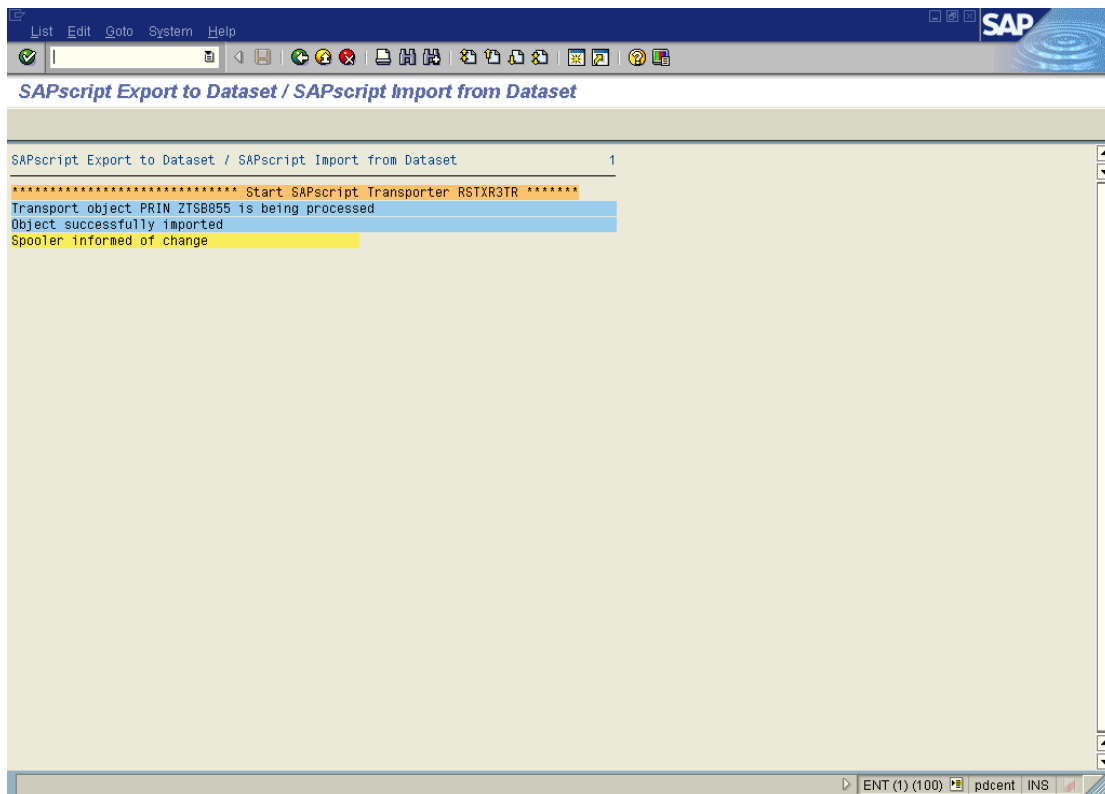 List Edit Goto System Help
SAP
SAPscript Export to Dataset / SAPscript Import from Dataset
SAPscript Export to Dataset / SAPscript Import from Dataset 1
****************************** Start SAPscript Transporter RSTXR3TR *******
Transport object PRIN ZTSB855 is being processed
Object successfully imported
Spooler informed of change
ENT (1) (100) pdcent INS